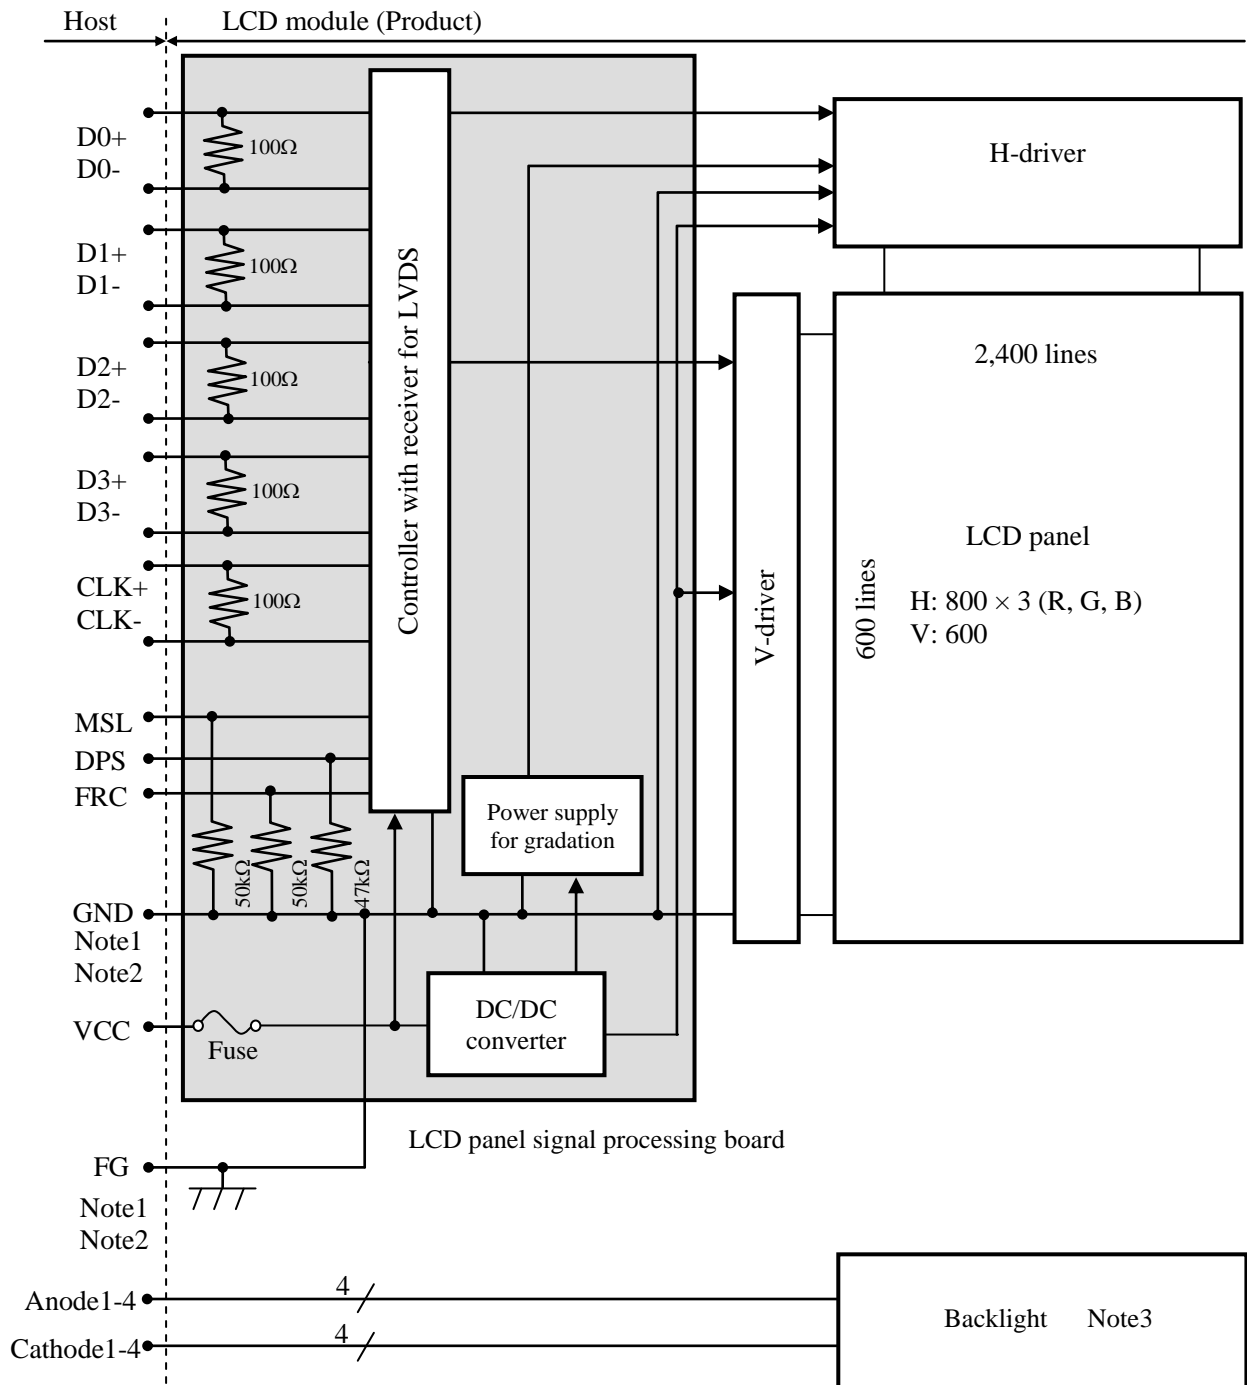 Host
LCD module (Product)
D0+
D0-
100Ω
D1+
D1-
100Ω
D2+
D2-
100Ω
D3+
D3-
100Ω
CLK+
CLK-
100Ω
MSL
DPS
FRC
50kΩ
50kΩ
47kΩ
GND
Note1
Note2
VCC
Fuse
Controller with receiver for LVDS
Power supply
for gradation
DC/DC
converter
H-driver
V-driver
2,400 lines
600 lines
LCD panel
H: 800 × 3 (R, G, B)
V: 600
LCD panel signal processing board
FG
Note1
Note2
Anode1-4
4
Cathode1-4
4
Backlight Note3